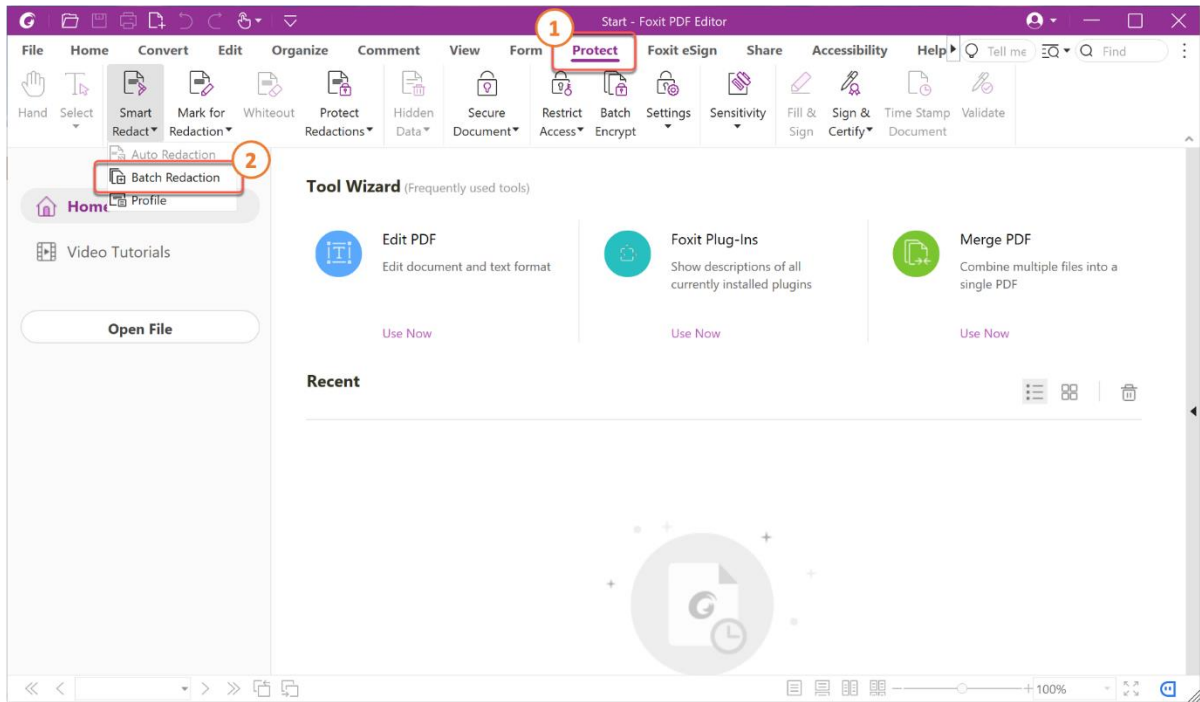 Start - Foxit PDF Editor
1
File Home Convert Edit Organize Comment View Form Protect Foxit eSign Share Accessibility Help Tell me Find
Hand Select Smart Redact Mark for Redaction Whiteout Protect Redactions Hidden Data Secure Document Restrict Access Batch Encrypt Settings Sensitivity Fill & Sign Sign & Certify Time Stamp Document Validate
Auto Redaction
2
Batch Redaction
Profile
Home
Video Tutorials
Open File
Tool Wizard (Frequently used tools)
Edit PDF
Edit document and text format
Use Now
Foxit Plug-Ins
Show descriptions of all
currently installed plugins
Use Now
Merge PDF
Combine multiple files into a
single PDF
Use Now
Recent
100%